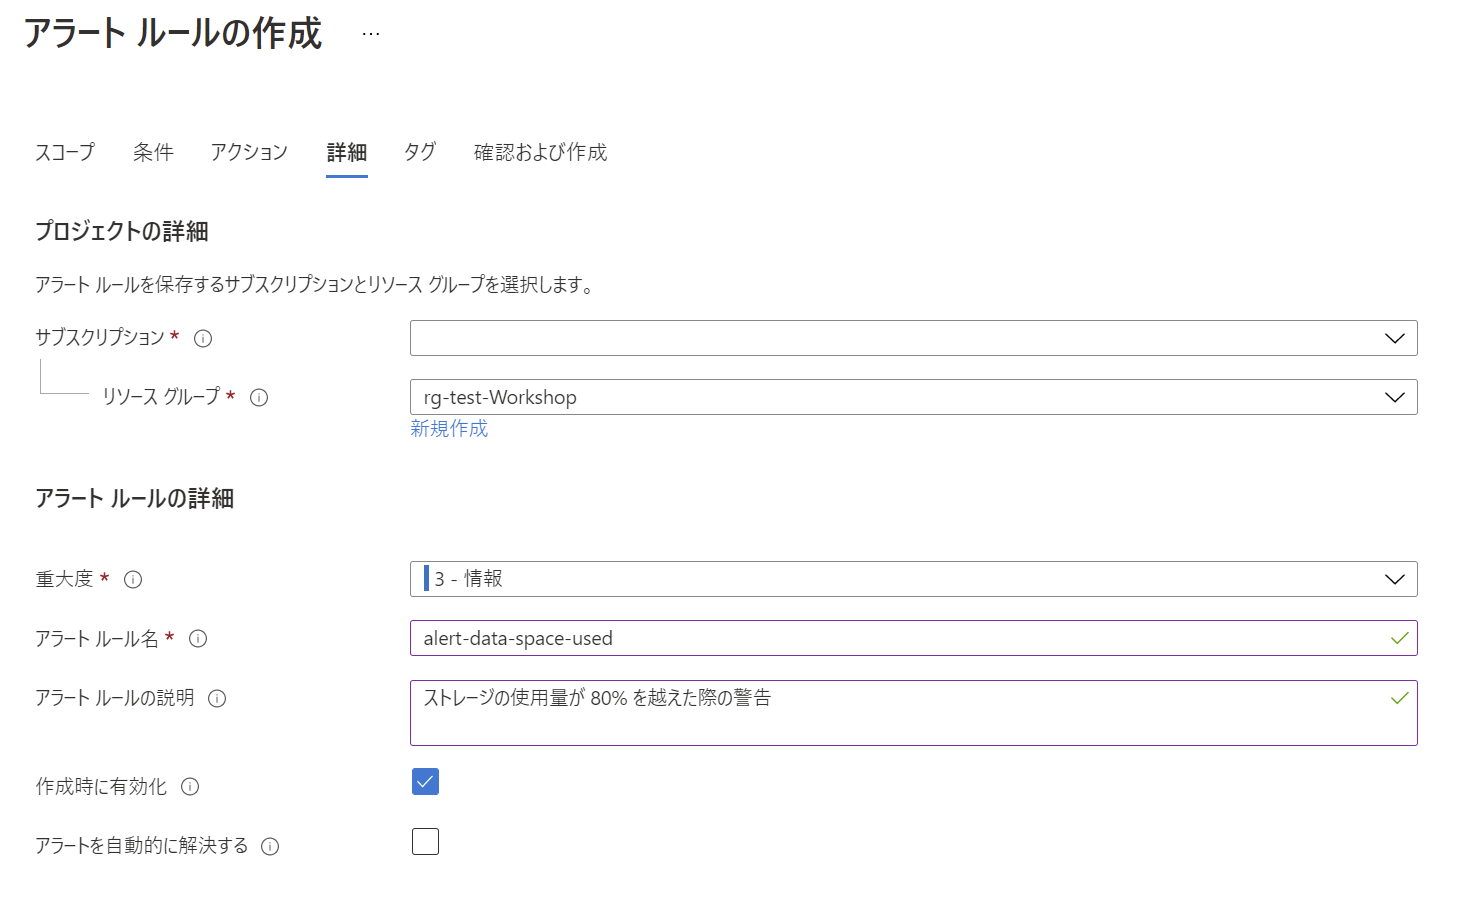 アラート ルールの作成 …
スコープ 条件 アクション 詳細 タグ 確認および作成
プロジェクトの詳細
アラート ルールを保存するサブスクリプションとリソース グループを選択します。
サブスクリプション *
リソース グループ * rg-test-Workshop
新規作成
アラート ルールの詳細
重大度 * 3 - 情報
アラート ルール名 * alert-data-space-used
アラート ルールの説明 ストレージの使用量が 80% を越えた際の警告
作成時に有効化
アラートを自動的に解決する